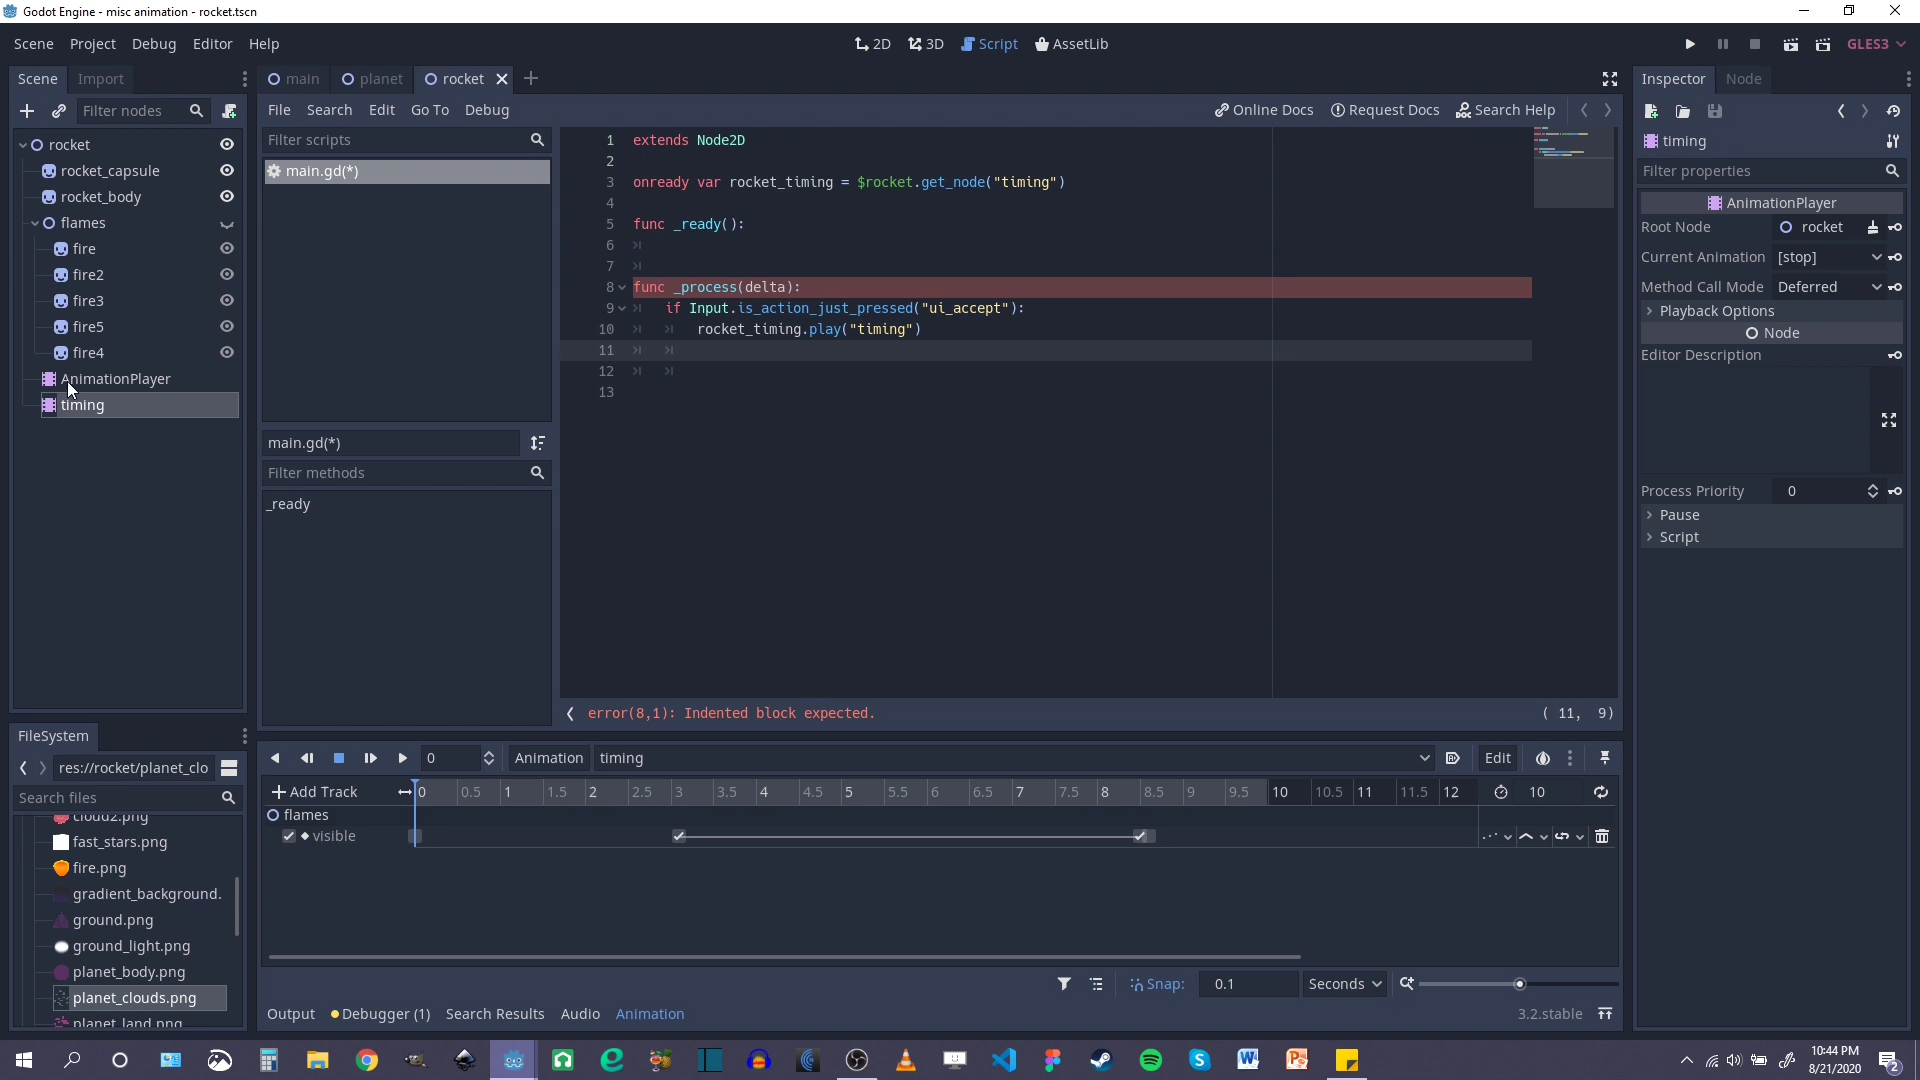 Godot Engine - misc animation - rocket.tscn
Scene Project Debug Editor Help
2D 3D Script AssetLib
GLES3
Scene Import
main planet rocket
Inspector Node
Filter nodes
File Search Edit Go To Debug
Online Docs Request Docs Search Help
rocket
rocket_capsule
rocket_body
flames
fire
fire2
fire3
fire5
fire4
AnimationPlayer
timing
Filter scripts
main.gd(*)
main.gd(*)
Filter methods
_ready
1 extends Node2D
2
3 onready var rocket_timing = $rocket.get_node("timing")
4
5 func _ready():
6
7
8 func _process(delta):
9 if Input.is_action_just_pressed("ui_accept"):
10 rocket_timing.play("timing")
11
12
13
error(8,1): Indented block expected.
( 11, 9)
timing
Filter properties
AnimationPlayer
Root Node rocket
Current Animation [stop]
Method Call Mode Deferred
Playback Options
Node
Editor Description
Process Priority 0
Pause
Script
FileSystem
res://rocket/planet_clo
Search files
cloud2.png
fast_stars.png
fire.png
gradient_background.
ground.png
ground_light.png
planet_body.png
planet_clouds.png
planet_land.png
0 Animation timing Edit
Add Track 0 0.5 1 1.5 2 2.5 3 3.5 4 4.5 5 5.5 6 6.5 7 7.5 8 8.5 9 9.5 10 10.5 11 11.5 12 10
flames
visible
Snap: 0.1 Seconds
Output Debugger (1) Search Results Audio Animation 3.2.stable
10:44 PM
8/21/2020
2